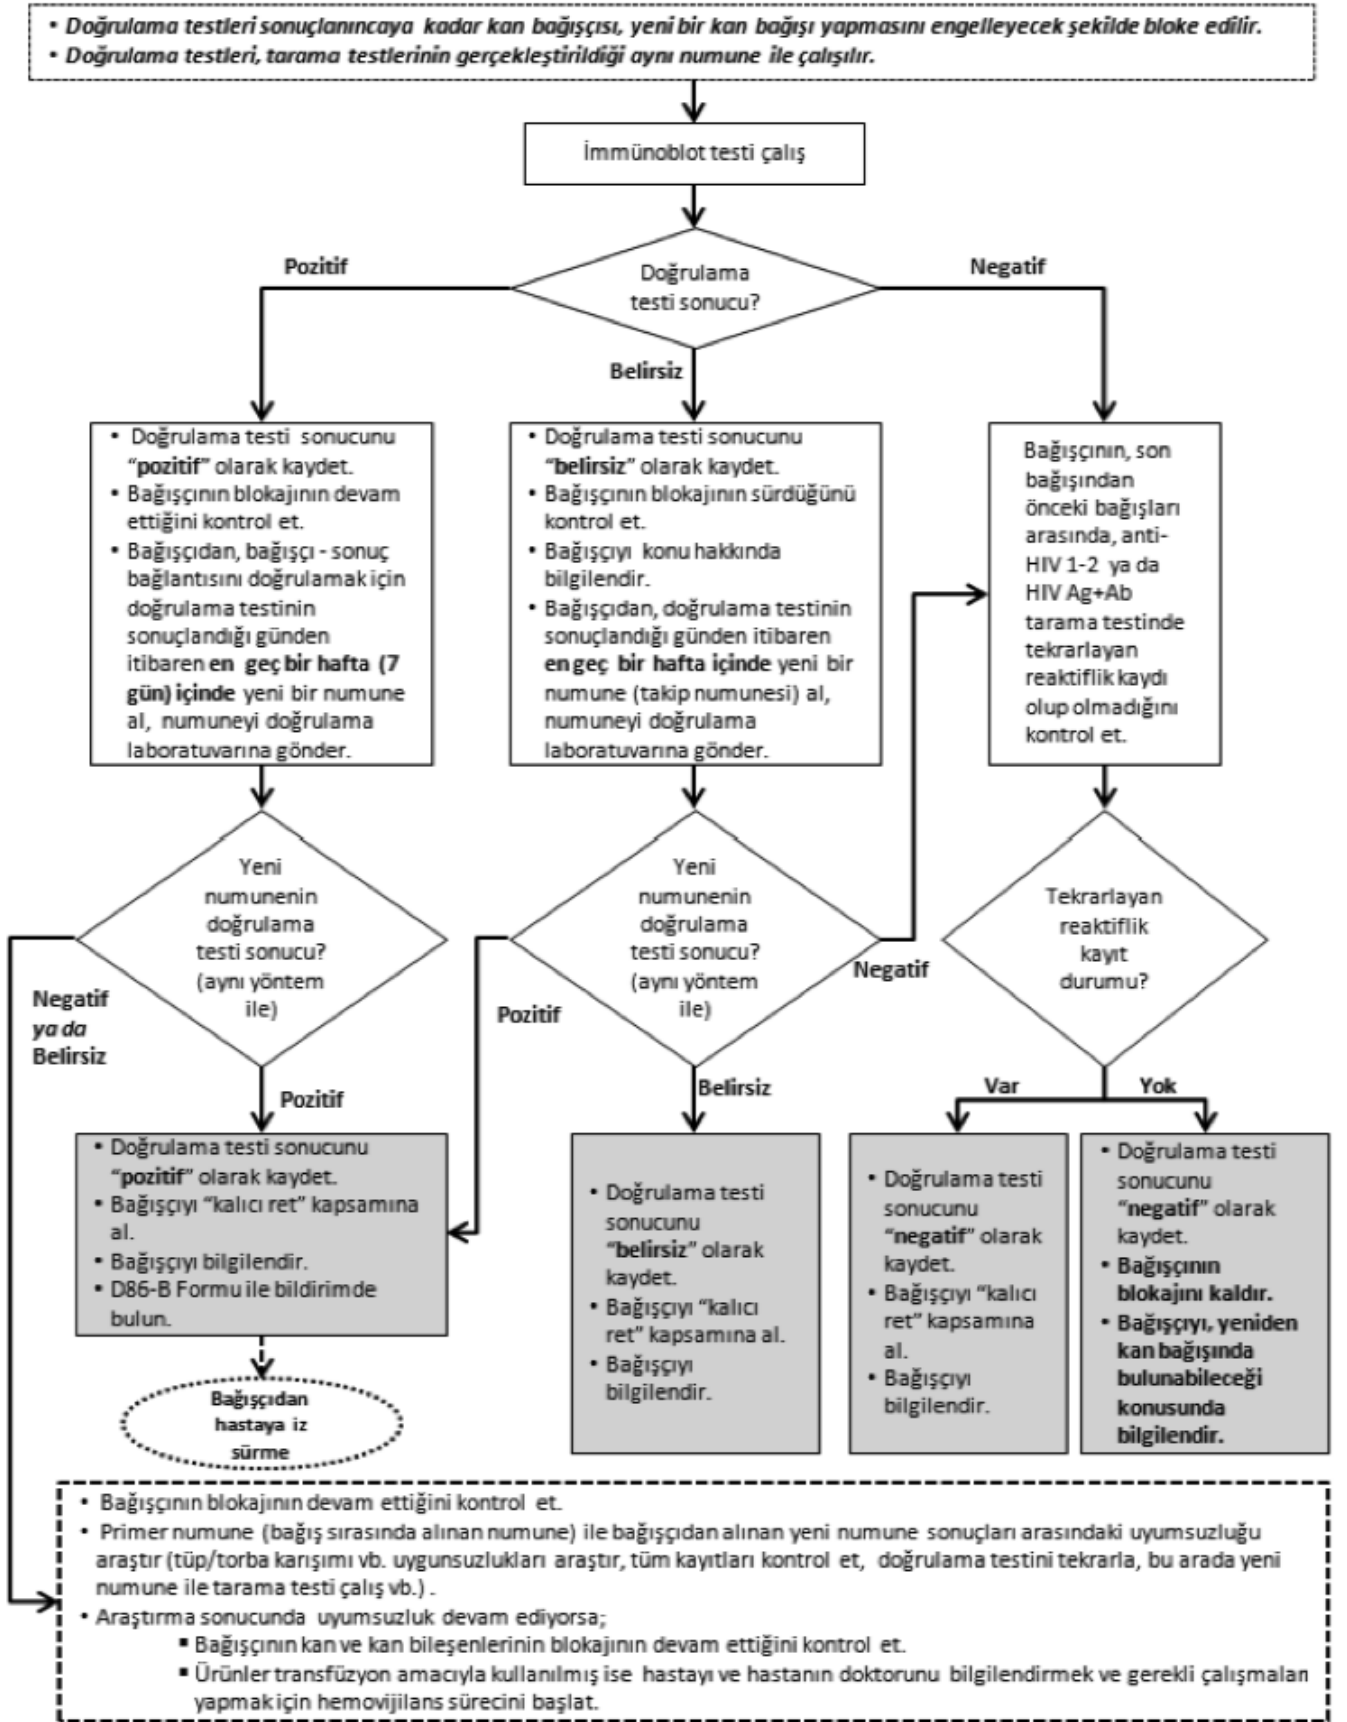 • Doğrulama testleri sonuçlanıncaya kadar kan bağışçısı, yeni bir kan bağışı yapmasını engelleyecek şekilde bloke edilir.
• Doğrulama testleri, tarama testlerinin gerçekleştirildiği aynı numune ile çalışılır.
İmmünoblot testi çalış
Doğrulama
testi sonucu?
Pozitif
Negatif
Belirsiz
• Doğrulama testi sonucunu
“pozitif” olarak kaydet.
• Bağışçının blokajının devam
ettiğini kontrol et.
• Bağışçıdan, bağışçı - sonuç
bağlantısını doğrulamak için
doğrulama testinin
sonuçlandığı günden
itibaren en geç bir hafta (7
gün) içinde yeni bir numune
al, numuneyi doğrulama
laboratuvarına gönder.
• Doğrulama testi sonucunu
“belirsiz” olarak kaydet.
• Bağışçının blokajının sürdüğünü
kontrol et.
• Bağışçıyı konu hakkında
bilgilendir.
• Bağışçıdan, doğrulama testinin
sonuçlandığı günden itibaren
en geç bir hafta içinde yeni bir
numune (takip numunesi) al,
numuneyi doğrulama
laboratuvarına gönder.
Bağışçının, son
bağışından
önceki bağışları
arasında, anti-
HIV 1-2 ya da
HIV Ag+Ab
tarama testinde
tekrarlayan
reaktiflik kaydı
olup olmadığını
kontrol et.
Yeni
numunenin
doğrulama
testi sonucu?
(aynı yöntem
ile)
Negatif
ya da
Belirsiz
Pozitif
Yeni
numunenin
doğrulama
testi sonucu?
(aynı yöntem
ile)
Pozitif
Negatif
Belirsiz
Tekrarlayan
reaktiflik
kayıt
durumu?
Var
Yok
• Doğrulama testi sonucunu
“pozitif” olarak kaydet.
• Bağışçıyı “kalıcı ret” kapsamına
al.
• Bağışçıyı bilgilendir.
• D86-B Formu ile bildirimde
bulun.
• Doğrulama testi
sonucunu
“belirsiz” olarak
kaydet.
• Bağışçıyı “kalıcı
ret” kapsamına al.
• Bağışçıyı
bilgilendir.
• Doğrulama testi
sonucunu
“negatif” olarak
kaydet.
• Bağışçıyı “kalıcı
ret” kapsamına
al.
• Bağışçıyı
bilgilendir.
• Doğrulama testi
sonucunu
“negatif” olarak
kaydet.
• Bağışçının
blokajını kaldır.
• Bağışçıyı, yeniden
kan bağışında
bulunabileceği
konusunda
bilgilendir.
Bağışçıdan
hastaya iz
sürme
• Bağışçının blokajının devam ettiğini kontrol et.
• Primer numune (bağış sırasında alınan numune) ile bağışçıdan alınan yeni numune sonuçları arasındaki uyumsuzluğu
araştır (tüp/torba karışımı vb. uygunsuzlukları araştır, tüm kayıtları kontrol et, doğrulama testini tekrarla, bu arada yeni
numune ile tarama testi çalış vb.) .
• Araştırma sonucunda uyumsuzluk devam ediyorsa;
▪ Bağışçının kan ve kan bileşenlerinin blokajının devam ettiğini kontrol et.
▪ Ürünler transfüzyon amacıyla kullanılmış ise hastayı ve hastanın doktorunu bilgilendirmek ve gerekli çalışmaları
yapmak için hemovijilans sürecini başlat.